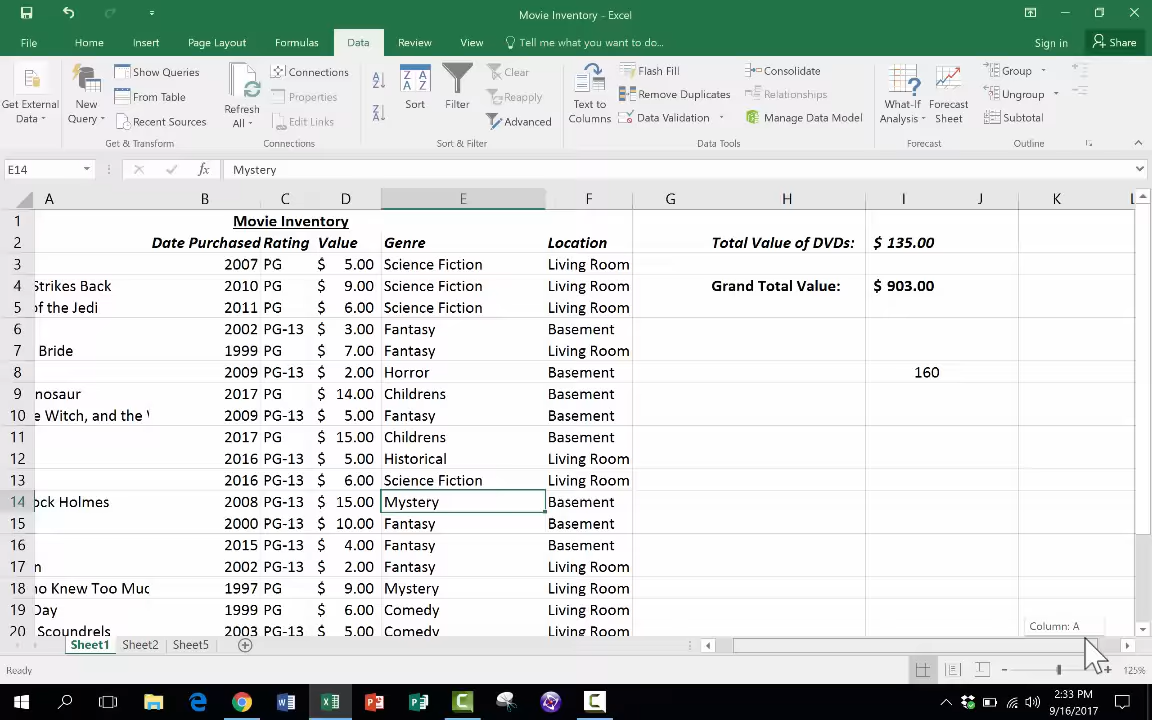 Movie Inventory - Excel
File Home Insert Page Layout Formulas Data Review View Tell me what you want to do... Sign in Share
Get External Data
New Query
Show Queries
From Table
Recent Sources
Get & Transform
Refresh All
Connections
Properties
Edit Links
Connections
Sort
Filter
Clear
Reapply
Advanced
Sort & Filter
Text to Columns
Flash Fill
Remove Duplicates
Data Validation
Consolidate
Relationships
Manage Data Model
Data Tools
What-If Analysis
Forecast Sheet
Forecast
Group
Ungroup
Subtotal
Outline
E14 fx Mystery
A B C D E F G H I J K L
1 Movie Inventory
2 Date Purchased Rating Value Genre Location Total Value of DVDs: $ 135.00
3 2007 PG $ 5.00 Science Fiction Living Room
4 Strikes Back 2010 PG $ 9.00 Science Fiction Living Room Grand Total Value: $ 903.00
5 of the Jedi 2011 PG $ 6.00 Science Fiction Living Room
6 2002 PG-13 $ 3.00 Fantasy Basement
7 Bride 1999 PG $ 7.00 Fantasy Living Room
8 2009 PG-13 $ 2.00 Horror Basement 160
9 nosaur 2017 PG $ 14.00 Childrens Basement
10 e Witch, and the 2009 PG-13 $ 5.00 Fantasy Basement
11 2017 PG $ 15.00 Childrens Basement
12 2016 PG-13 $ 5.00 Historical Living Room
13 2016 PG-13 $ 6.00 Science Fiction Living Room
14 ock Holmes 2008 PG-13 $ 15.00 Mystery Basement
15 2000 PG-13 $ 10.00 Fantasy Basement
16 2015 PG-13 $ 4.00 Fantasy Basement
17 n 2002 PG-13 $ 2.00 Fantasy Living Room
18 no Knew Too Muc 1997 PG $ 9.00 Mystery Living Room
19 Day 1999 PG $ 6.00 Comedy Living Room
20 Scoundrels 2003 PG-13 $ 5.00 Comedy Living Room
Column: A
Sheet1 Sheet2 Sheet5
Ready 125%
2:33 PM
9/16/2017